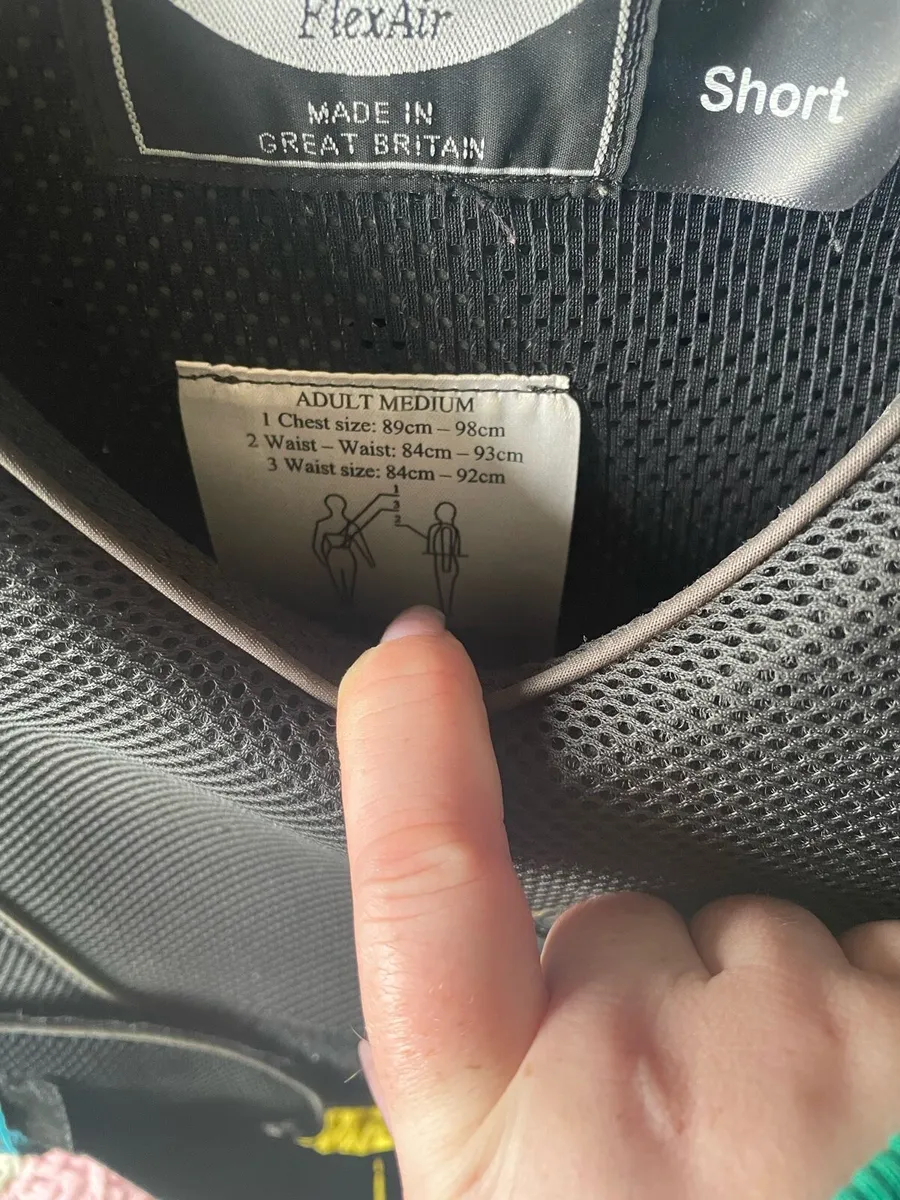 FlexAir
MADE IN
GREAT BRITAIN
Short
ADULT MEDIUM
1 Chest size: 89cm – 98cm
2 Waist – Waist: 84cm – 93cm
3 Waist size: 84cm – 92cm
1
3
2